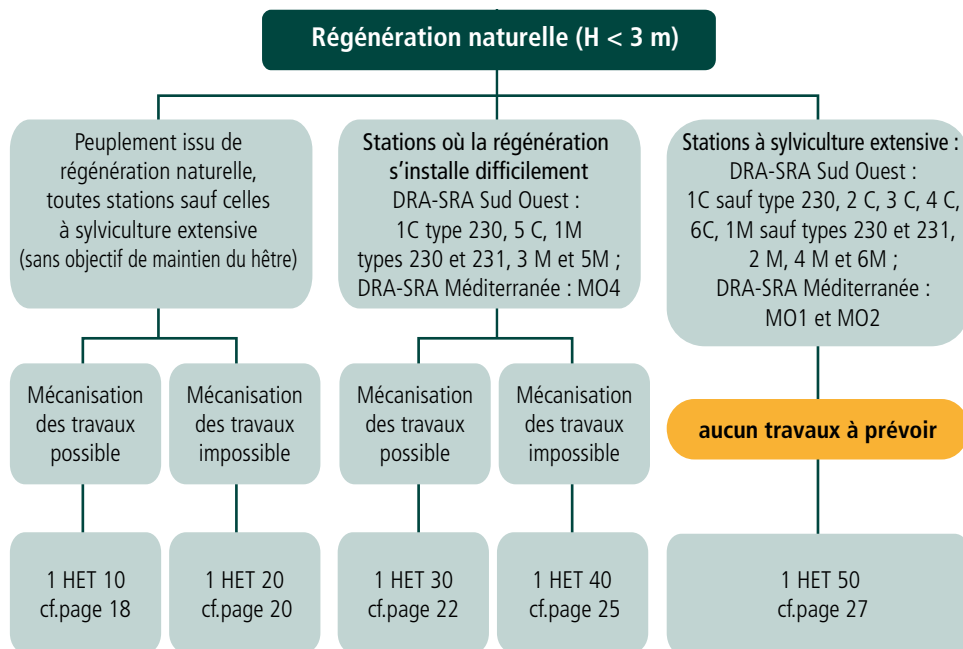 Régénération naturelle (H < 3 m)
Peuplement issu de
régénération naturelle,
toutes stations sauf celles
à sylviculture extensive
(sans objectif de maintien du hêtre)
Stations où la régénération
s'installe difficilement
DRA-SRA Sud Ouest :
1C type 230, 5 C, 1M
types 230 et 231, 3 M et 5M ;
DRA-SRA Méditerranée : MO4
Stations à sylviculture extensive :
DRA-SRA Sud Ouest :
1C sauf type 230, 2 C, 3 C, 4 C,
6C, 1M sauf types 230 et 231,
2 M, 4 M et 6M ;
DRA-SRA Méditerranée :
MO1 et MO2
Mécanisation
des travaux
possible
Mécanisation
des travaux
impossible
Mécanisation
des travaux
possible
Mécanisation
des travaux
impossible
aucun travaux à prévoir
1 HET 10
cf.page 18
1 HET 20
cf.page 20
1 HET 30
cf.page 22
1 HET 40
cf.page 25
1 HET 50
cf.page 27